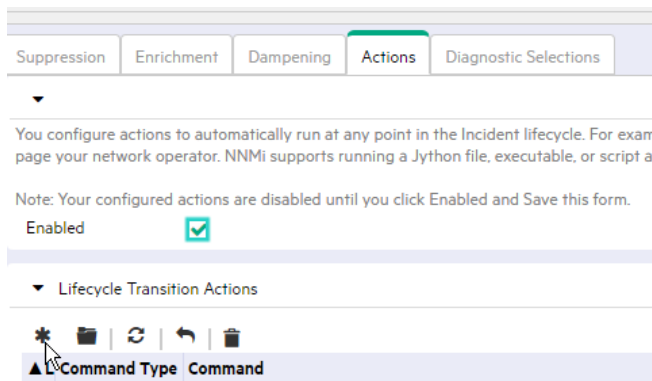 Suppression Enrichment Dampening Actions Diagnostic Selections
You configure actions to automatically run at any point in the Incident lifecycle. For
page your network operator. NNMi supports running a Jython file, executable, or script
Note: Your configured actions are disabled until you click Enabled and Save this form.
Enabled
Lifecycle Transition Actions
Command Type Command